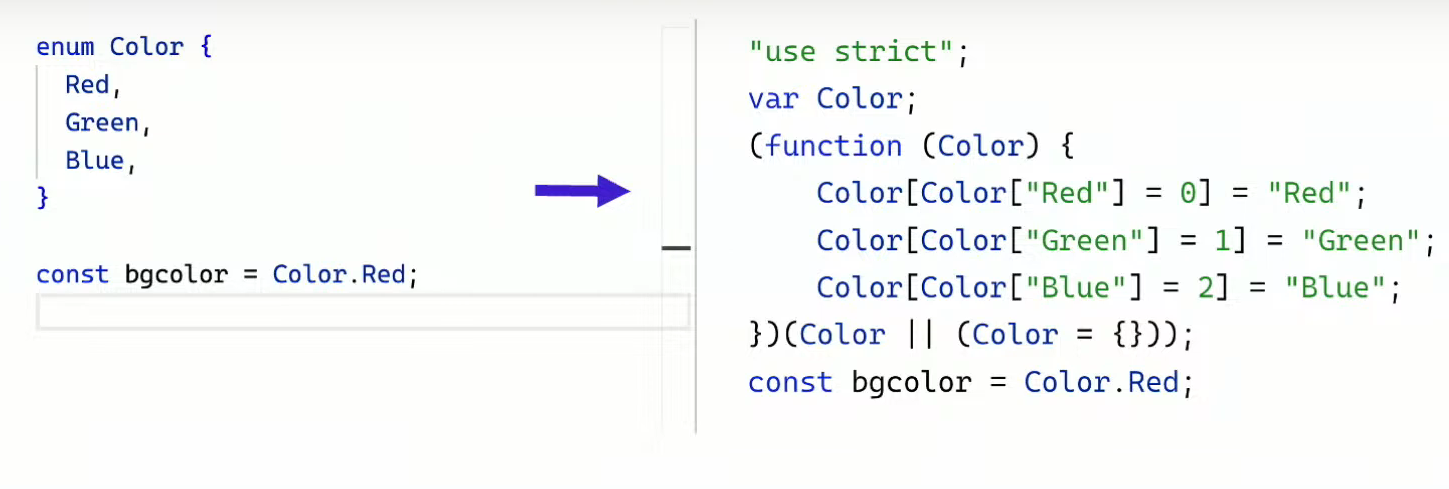 enum Color {
  Red,
  Green,
  Blue,
}
const bgcolor = Color.Red;
"use strict";
var Color;
(function (Color) {
    Color[Color["Red"] = 0] = "Red";
    Color[Color["Green"] = 1] = "Green";
    Color[Color["Blue"] = 2] = "Blue";
})(Color || (Color = {}));
const bgcolor = Color.Red;